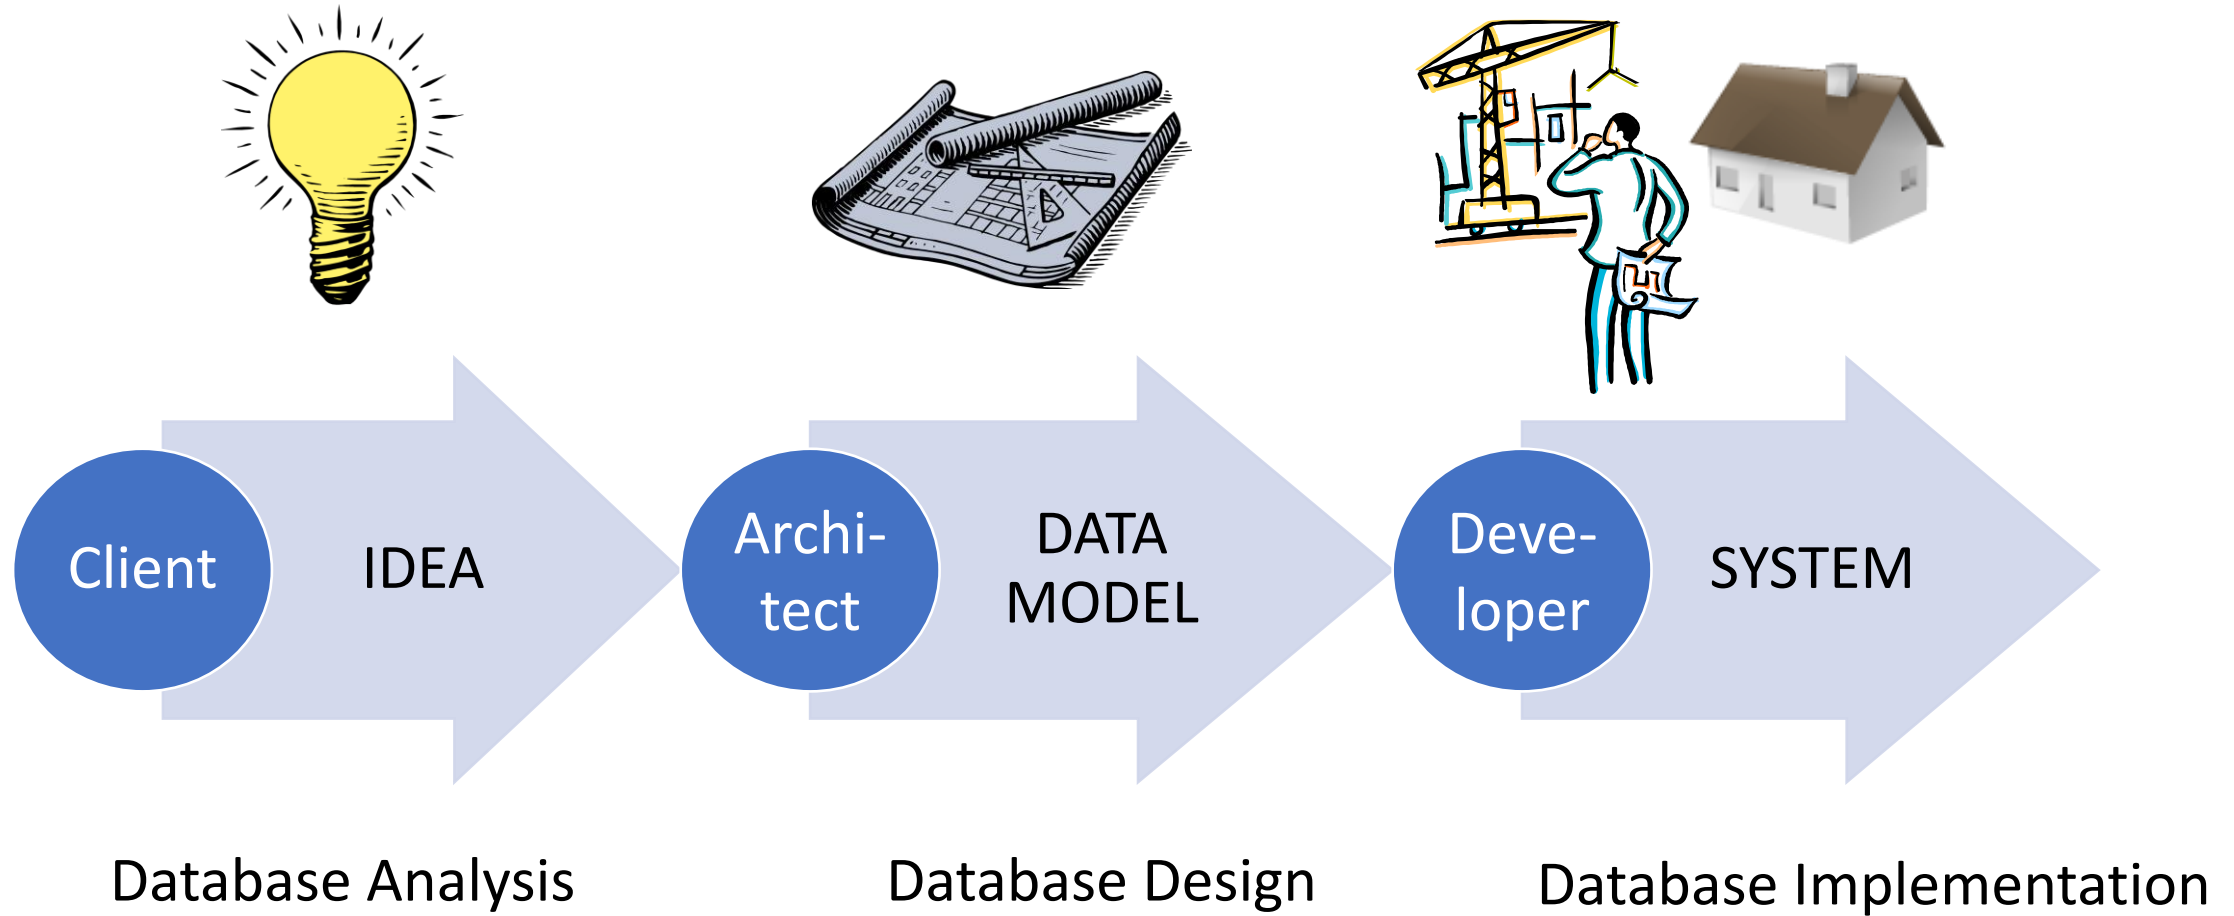 Client
IDEA
Archi-
tect
DATA
MODEL
Deve-
loper
SYSTEM
Database Analysis
Database Design
Database Implementation